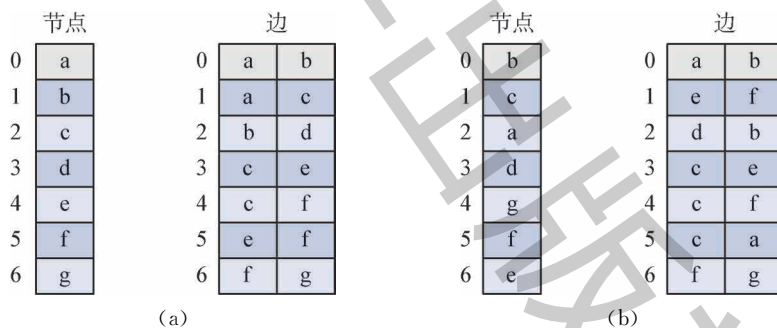 节点 边 节点 边
0 a 0 a b 0 b 0 a b
1 b 1 a c 1 c 1 e f
2 c 2 b d 2 a 2 d b
3 d 3 c e 3 d 3 c e
4 e 4 c f 4 g 4 c f
5 f 5 e f 5 f 5 c a
6 g 6 f g 6 e 6 f g
(a) (b)